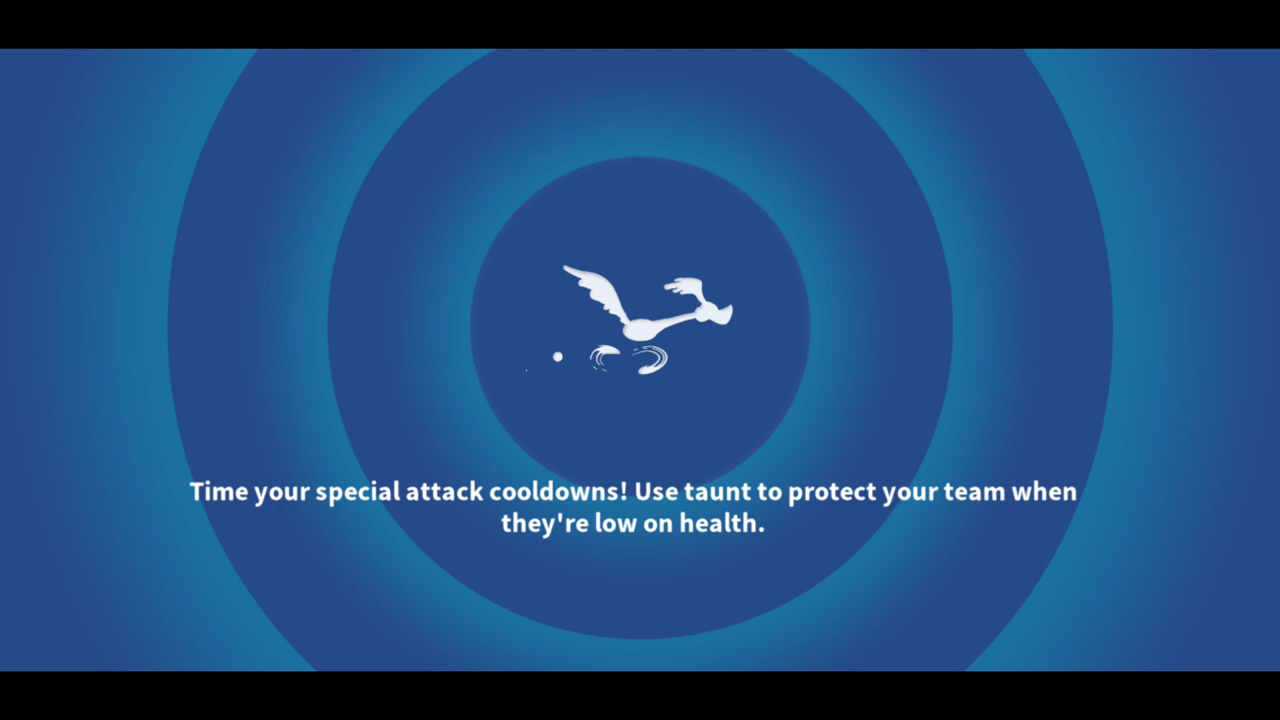 Time your special attack cooldowns! Use taunt to protect your team when
they're low on health.